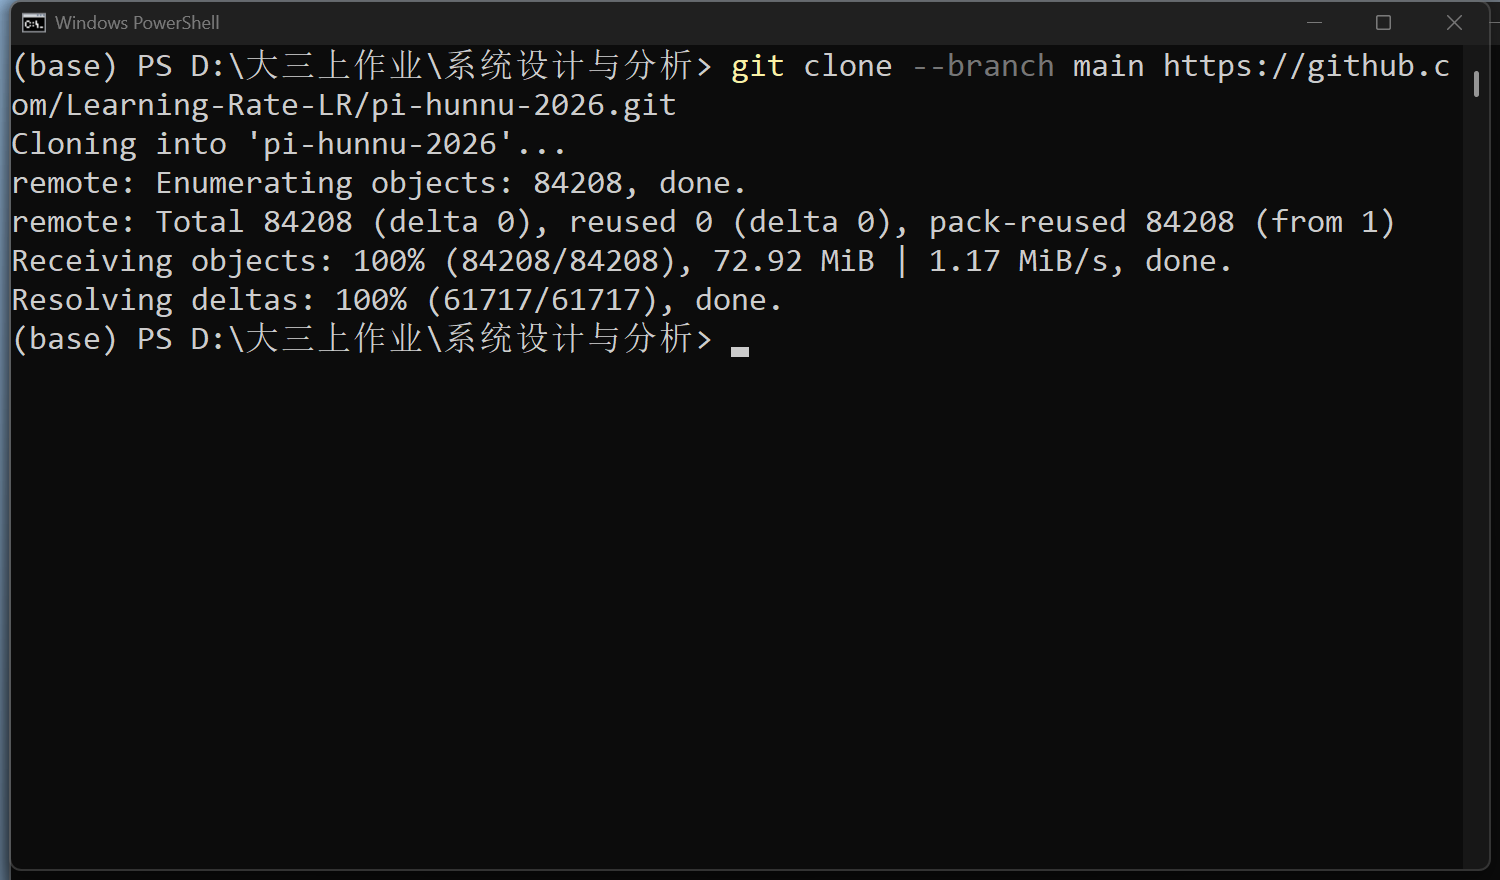 Windows PowerShell
(base) PS D:\大三上作业\系统设计与分析> git clone --branch main https://github.c
om/Learning-Rate-LR/pi-hunnu-2026.git
Cloning into 'pi-hunnu-2026'...
remote: Enumerating objects: 84208, done.
remote: Total 84208 (delta 0), reused 0 (delta 0), pack-reused 84208 (from 1)
Receiving objects: 100% (84208/84208), 72.92 MiB | 1.17 MiB/s, done.
Resolving deltas: 100% (61717/61717), done.
(base) PS D:\大三上作业\系统设计与分析>